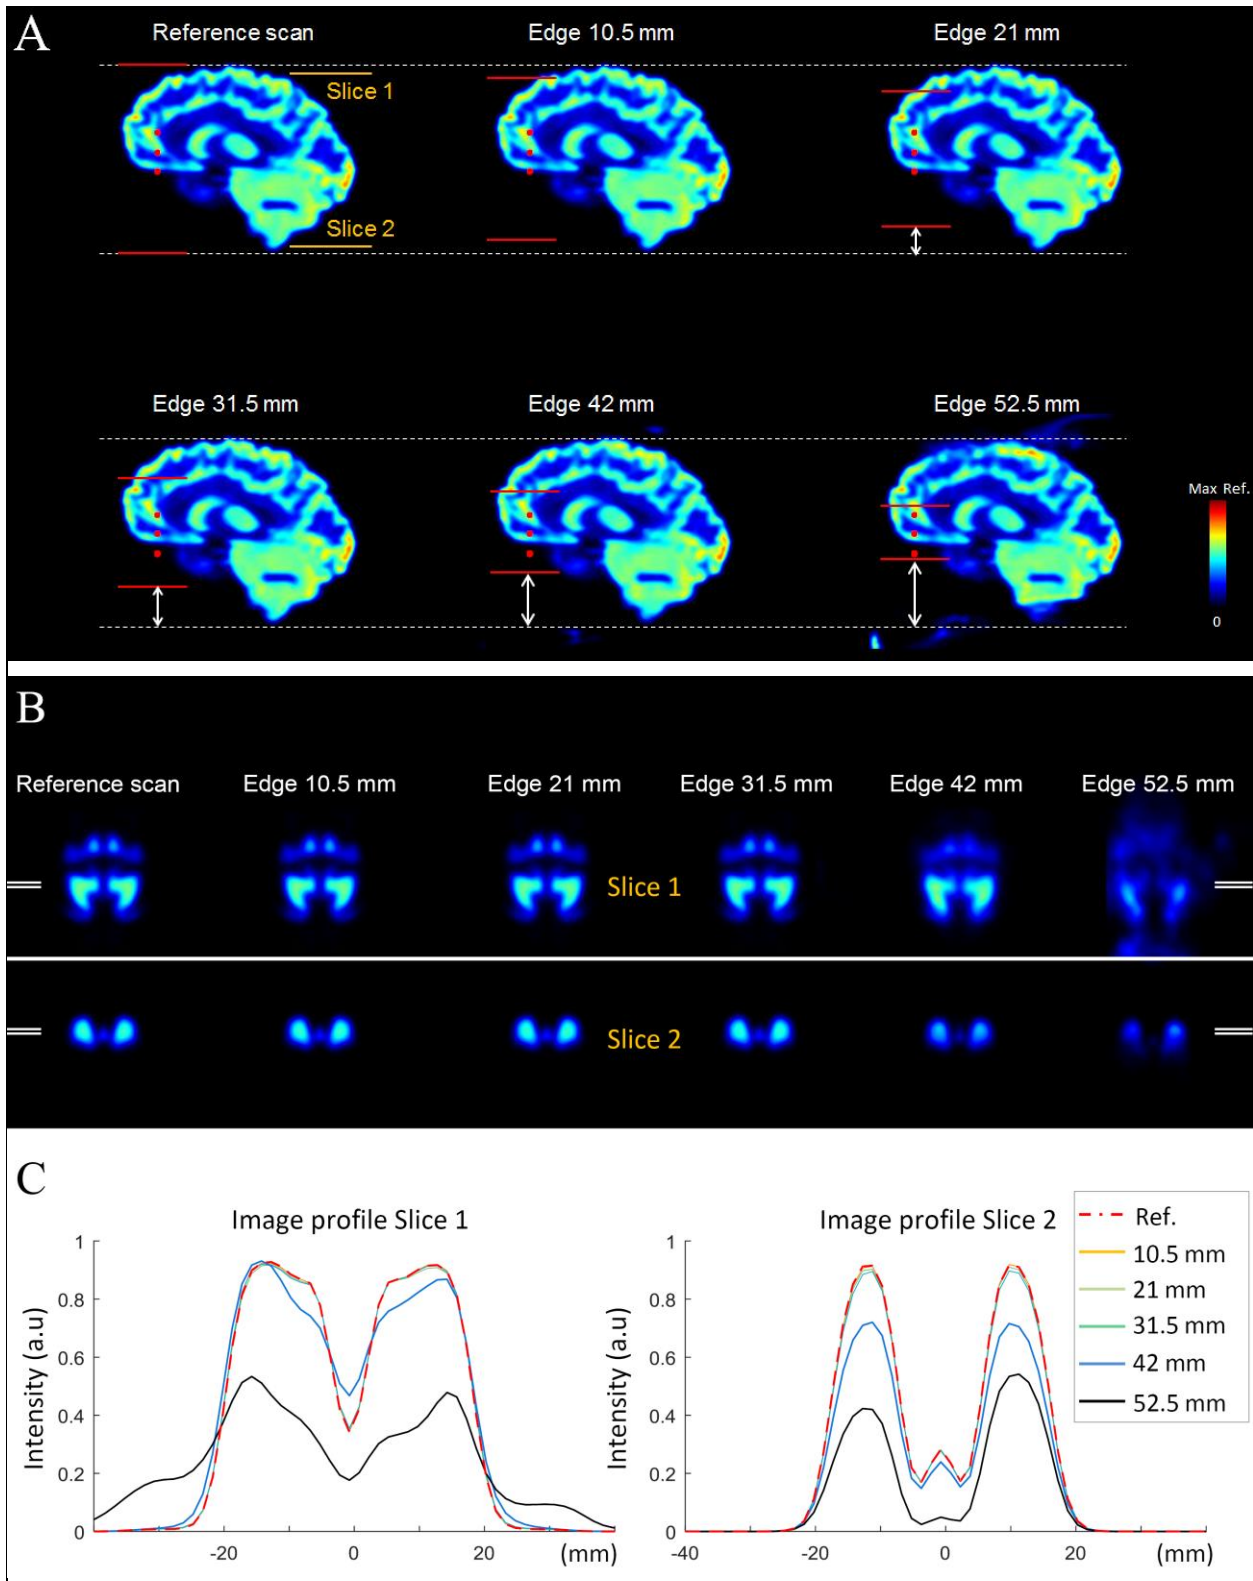 A
Reference scan
Edge 10.5 mm
Edge 21 mm
Slice 1
Slice 2
Edge 31.5 mm
Edge 42 mm
Edge 52.5 mm
Max Ref.
0
B
Reference scan
Edge 10.5 mm
Edge 21 mm
Edge 31.5 mm
Edge 42 mm
Edge 52.5 mm
Slice 1
Slice 2
C
Image profile Slice 1
1
0.8
0.6
0.4
0.2
0
Intensity (a.u)
-20
0
20
(mm)
Image profile Slice 2
1
0.8
0.6
0.4
0.2
0
Intensity (a.u)
-40
-20
0
20
(mm)
Ref.
10.5 mm
21 mm
31.5 mm
42 mm
52.5 mm